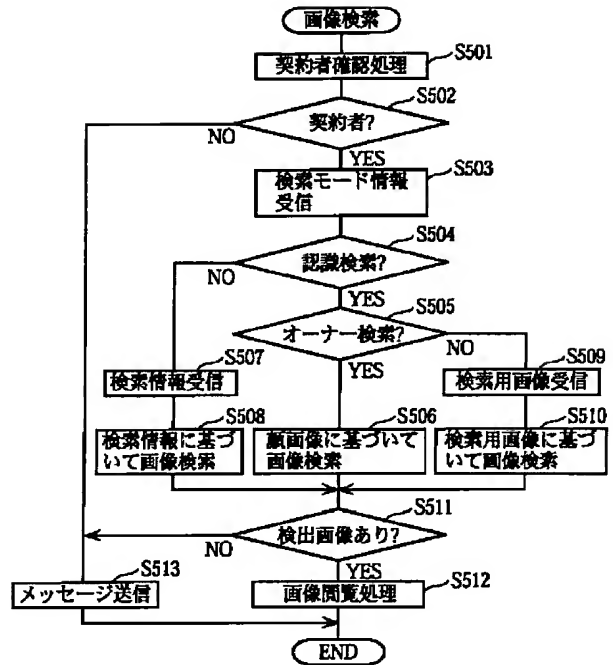 画像検索
契約者確認処理
S501
S502
契約者?
NO
YES
S503
検索モード情報
受信
S504
認識検索?
NO
YES
S505
オーナー検索?
NO
YES
S507
検索情報受信
S509
検索用画像受信
S508
検索情報に基づ
いて画像検索
S506
顔画像に基づいて
画像検索
S510
検索用画像に基づ
いて画像検索
S511
検出画像あり?
NO
YES
S513
メッセージ送信
S512
画像閲覧処理
END